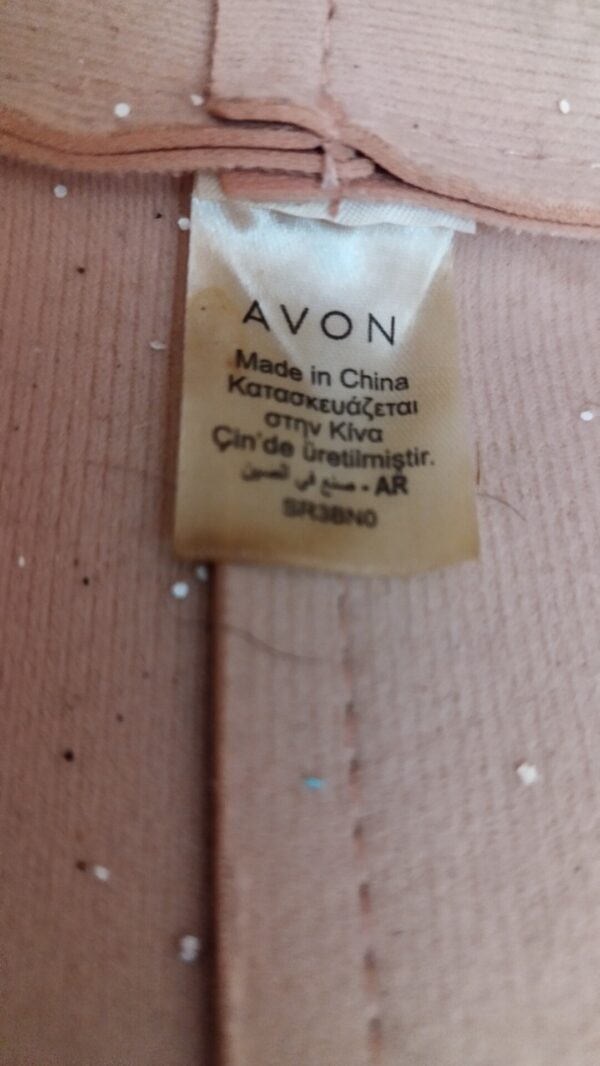 AVON
Made in China
Κατασκευάζεται
στην Κίνα
Çin'de üretilmiştir.
صنع في الصين - AR
SR3BN0